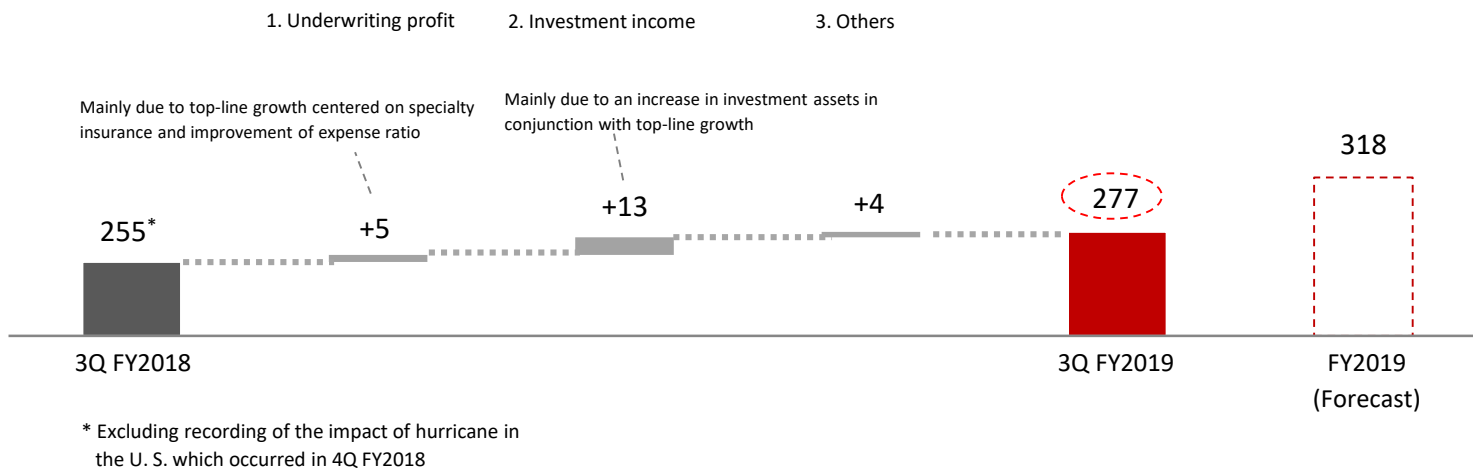 1. Underwriting profit
2. Investment income
3. Others
Mainly due to top-line growth centered on specialty
insurance and improvement of expense ratio
Mainly due to an increase in investment assets in
conjunction with top-line growth
255*
+5
+13
+4
277
318
3Q FY2018
3Q FY2019
FY2019
(Forecast)
* Excluding recording of the impact of hurricane in
the U. S. which occurred in 4Q FY2018